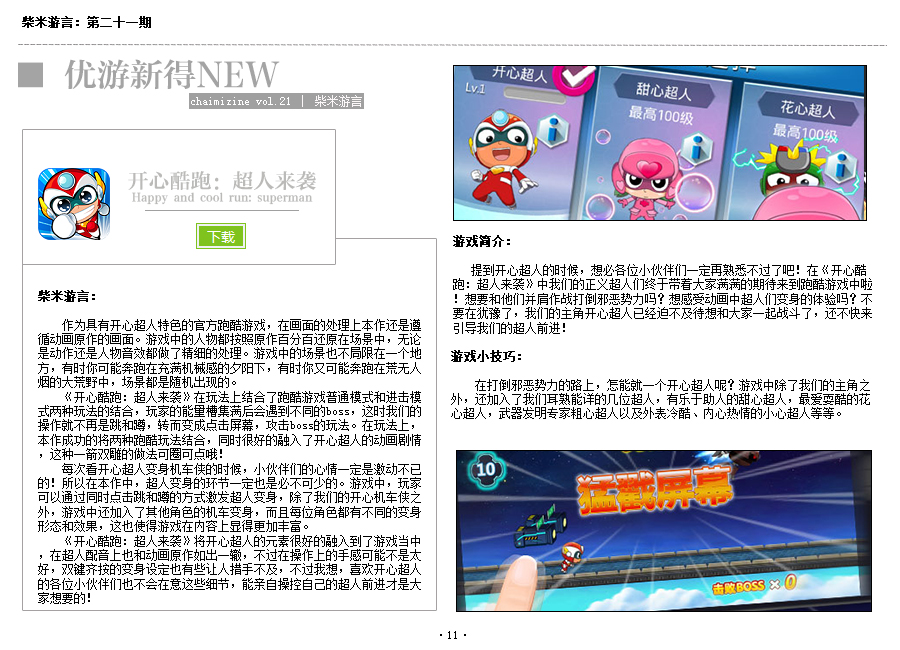 柴米游言：第二十一期
优游新得NEW
chaimizine vol.21 | 柴米游言
开心酷跑：超人来袭
Happy and cool run: superman
下载
柴米游言：
作为具有开心超人特色的官方跑酷游戏，在画面的处理上本作还是遵
循动画原作的画面。游戏中的人物都按照原作百分百还原在场景中，无论
是动作还是人物音效都做了精细的处理。游戏中的场景也不局限在一个地
方，有时你可能奔跑在充满机械感的夕阳下，有时你又可能奔跑在荒无人
烟的大荒野中，场景都是随机出现的。
《开心酷跑：超人来袭》在玩法上结合了跑酷游戏普通模式和进击模
式两种玩法的结合，玩家的能量槽集满后会遇到不同的boss，这时我们的
操作就不再是跳和蹲，转而变成点击屏幕，攻击boss的玩法。在玩法上，
本作成功的将两种跑酷玩法结合，同时很好的融入了开心超人的动画剧情
，这种一箭双雕的做法可圈可点哦！
每次看开心超人变身机车侠的时候，小伙伴们的心情一定是激动不已
的！所以在本作中，超人变身的环节一定也是必不可少的。游戏中，玩家
可以通过同时点击跳和蹲的方式激发超人变身，除了我们的开心机车侠之
外，游戏中还加入了其他角色的机车变身，而且每位角色都有不同的变身
形态和效果，这也使得游戏在内容上显得更加丰富。
《开心酷跑：超人来袭》将开心超人的元素很好的融入到了游戏当中
，在超人配音上也和动画原作如出一辙，不过在操作上的手感可能不是太
好，双键齐按的变身设定也有些让人措手不及，不过我想，喜欢开心超人
的各位小伙伴们也不会在意这些细节，能亲自操控自己的超人前进才是大
家想要的！
开心超人
Lv.1
甜心超人
最高100级
花心超人
最高100级
游戏简介：
提到开心超人的时候，想必各位小伙伴们一定再熟悉不过了吧！在《开心酷
跑：超人来袭》中我们的正义超人们终于带着大家满满的期待来到跑酷游戏中啦
！想要和他们并肩作战打倒邪恶势力吗？想感受动画中超人们变身的体验吗？不
要在犹豫了，我们的主角开心超人已经迫不及待想和大家一起战斗了，还不快来
引导我们的超人前进！
游戏小技巧：
在打倒邪恶势力的路上，怎能就一个开心超人呢？游戏中除了我们的主角之
外，还加入了我们耳熟能详的几位超人，有乐于助人的甜心超人，最爱耍酷的花
心超人，武器发明专家粗心超人以及外表冷酷、内心热情的小心超人等等。
10
猛戳屏幕
击败BOSS × 0
· 11 ·